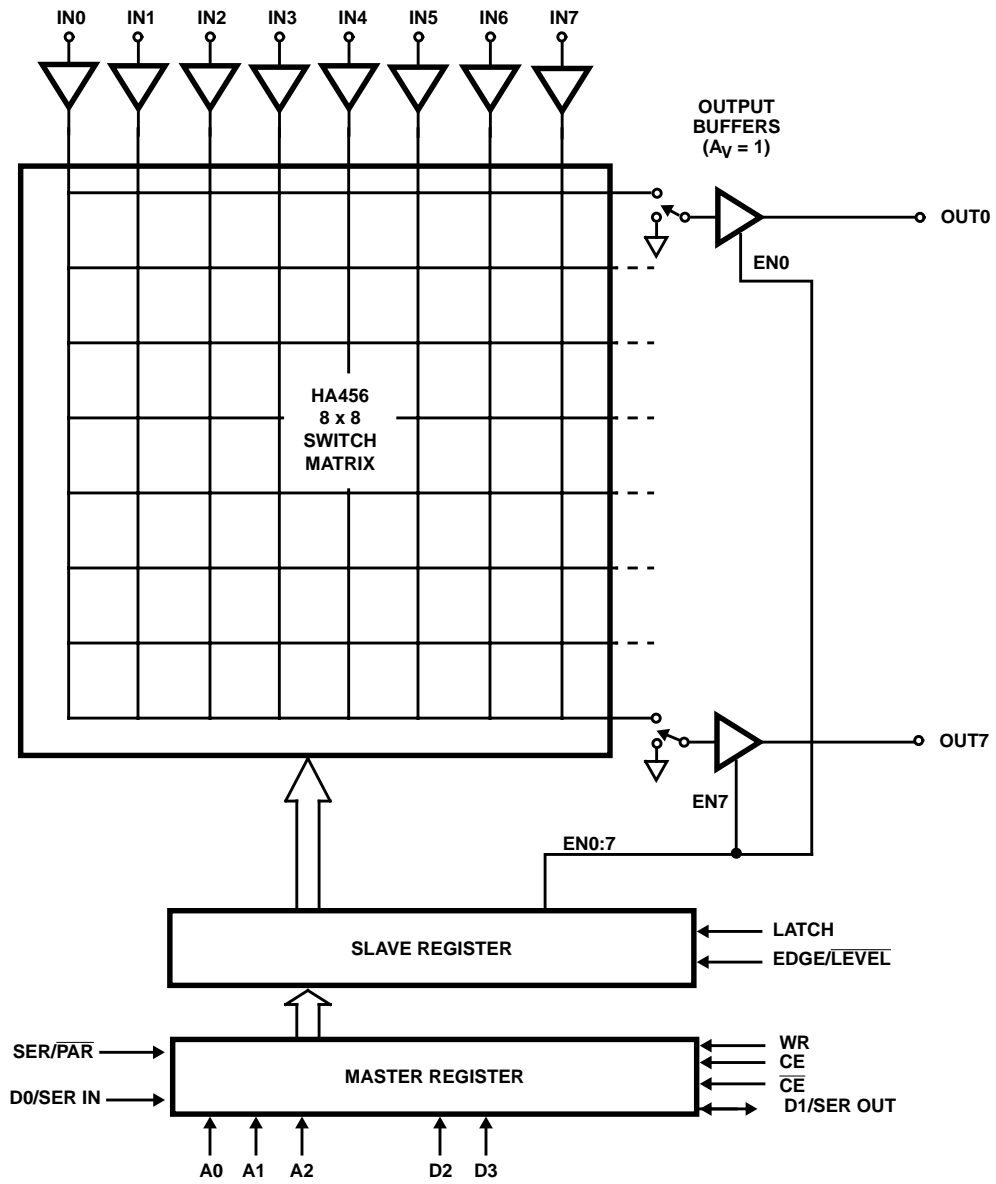 IN0 IN1 IN2 IN3 IN4 IN5 IN6 IN7
OUTPUT
BUFFERS
(AV = 1)
OUT0
EN0
HA456
8 x 8
SWITCH
MATRIX
OUT7
EN7
EN0:7
SLAVE REGISTER
LATCH
EDGE/LEVEL
SER/PAR
MASTER REGISTER
WR
CE
CE
D0/SER IN
D1/SER OUT
A0 A1 A2 D2 D3